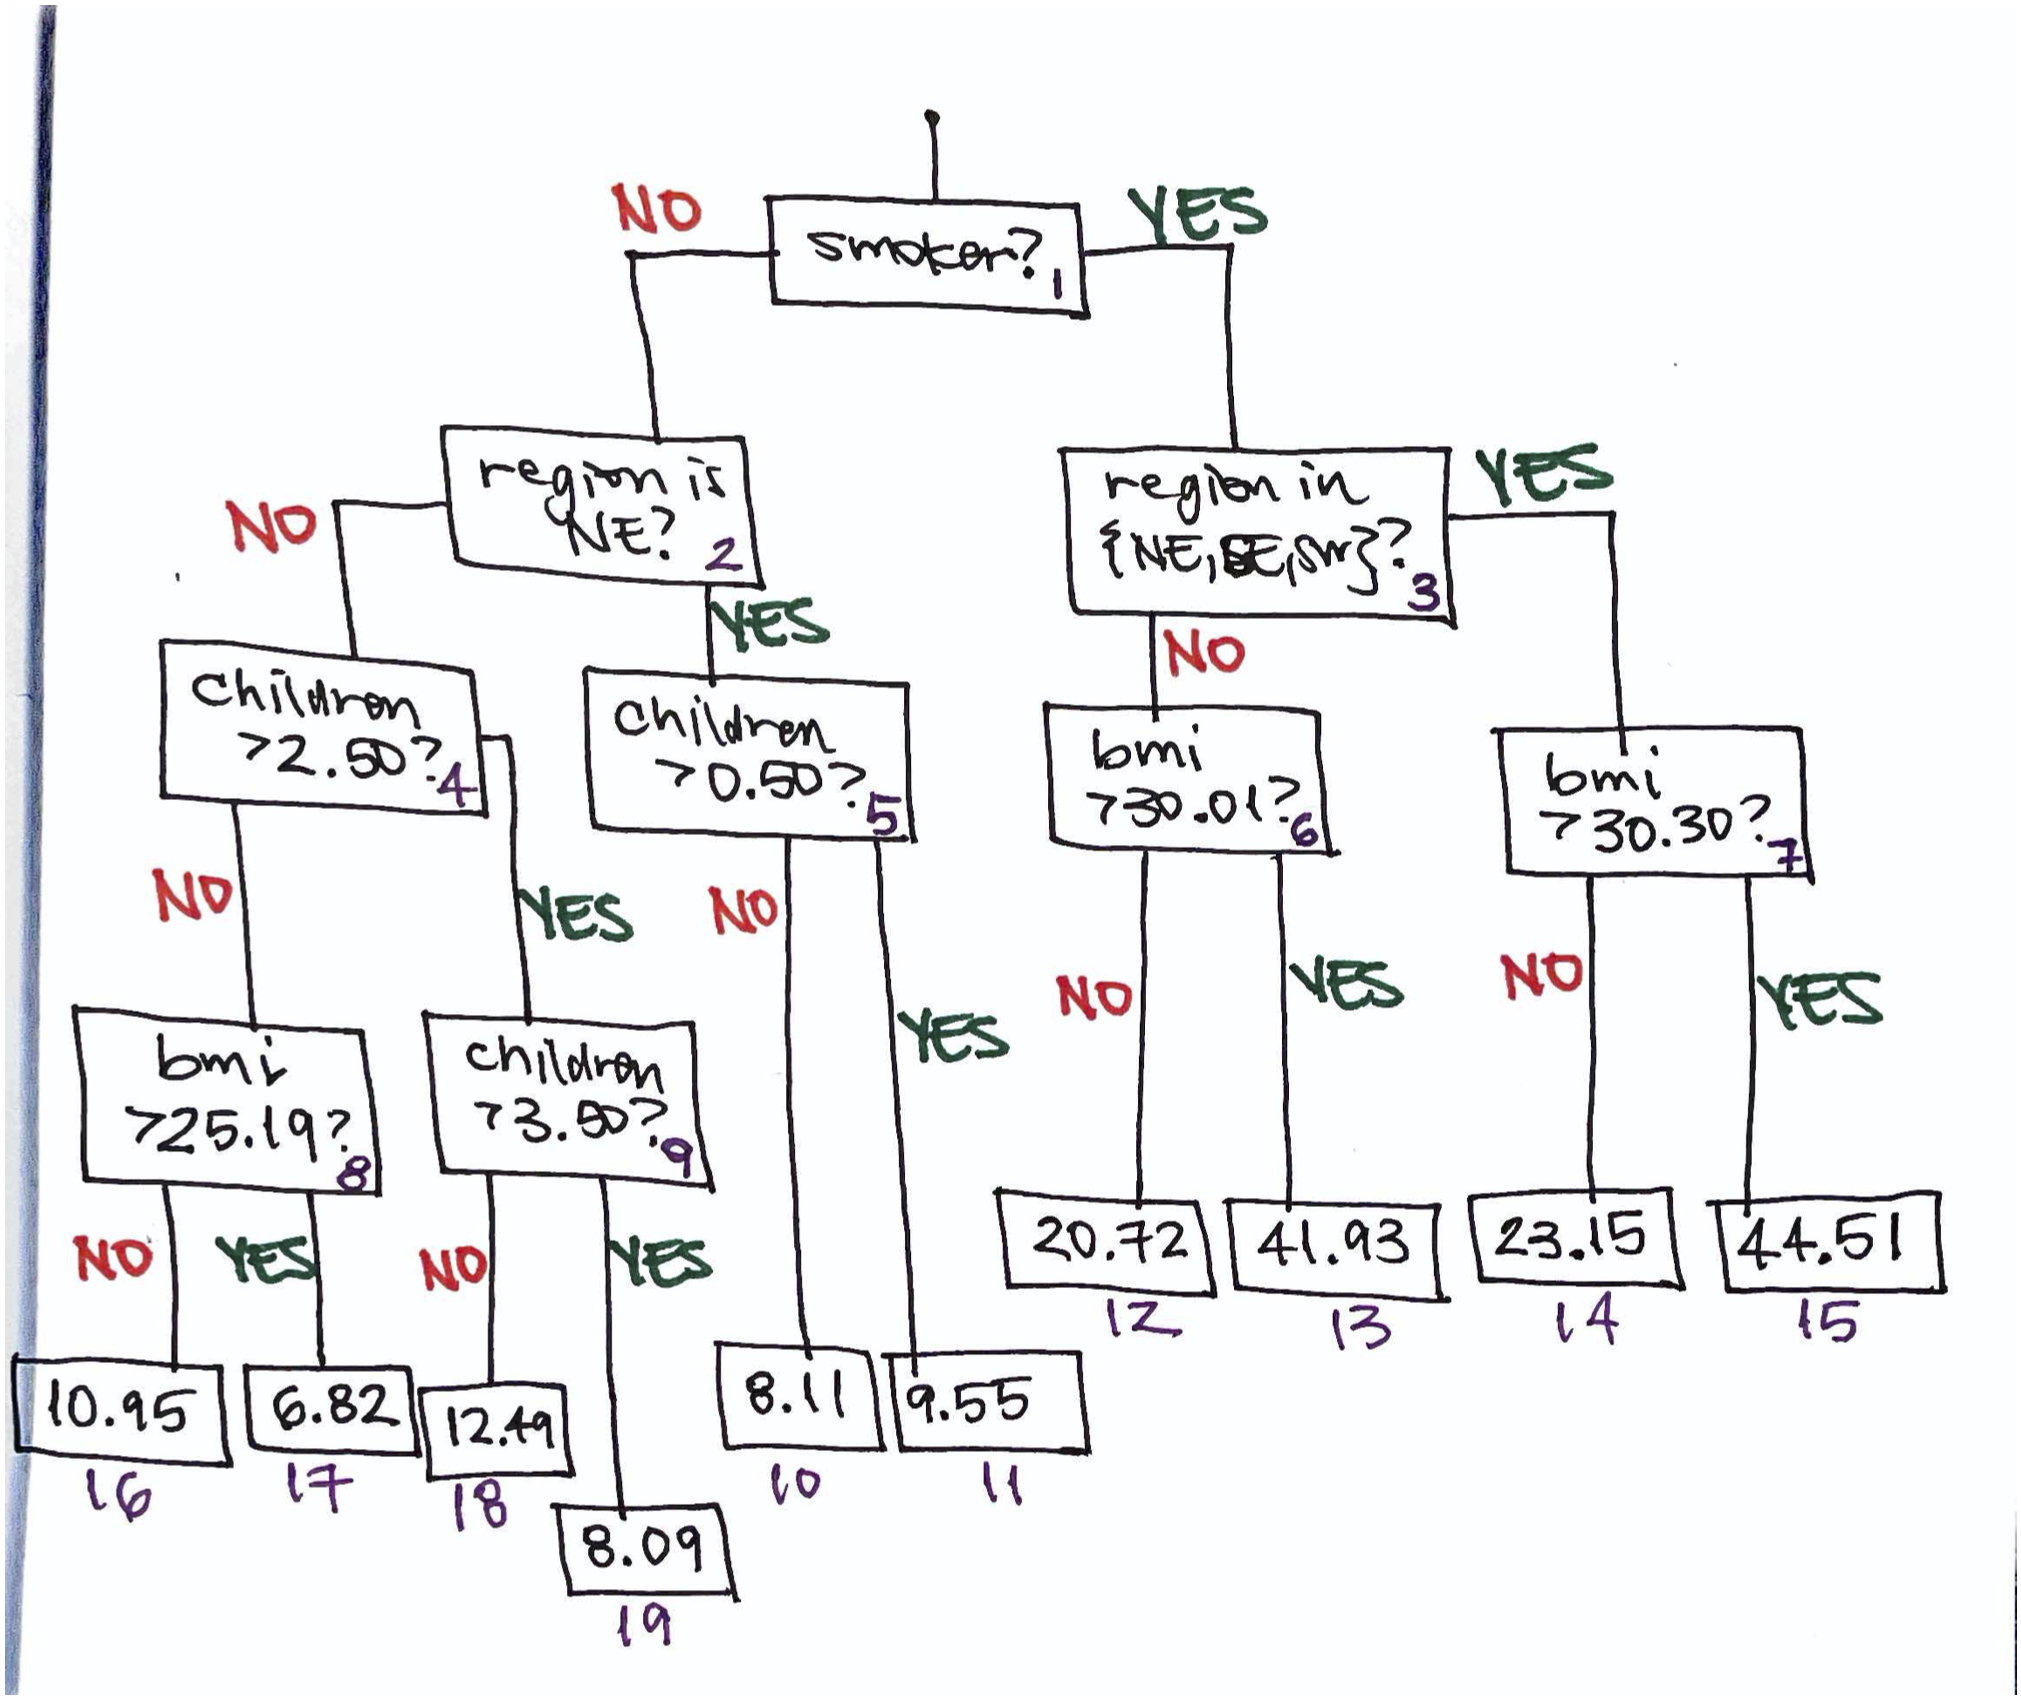 NO
YES
smoker?
1
region is
NE?
2
NO
YES
region in
{NE,SE,SW}?
3
YES
NO
Children
>2.50?
4
children
>0.50?
5
bmi
>30.01?
6
bmi
>30.30?
7
NO
YES
NO
YES
NO
YES
NO
YES
bmi
>25.19?
8
children
>3.50?
9
NO
YES
NO
YES
20.72
12
41.93
13
23.15
14
44.51
15
10.95
16
6.82
17
12.49
18
8.11
10
9.55
11
8.09
19